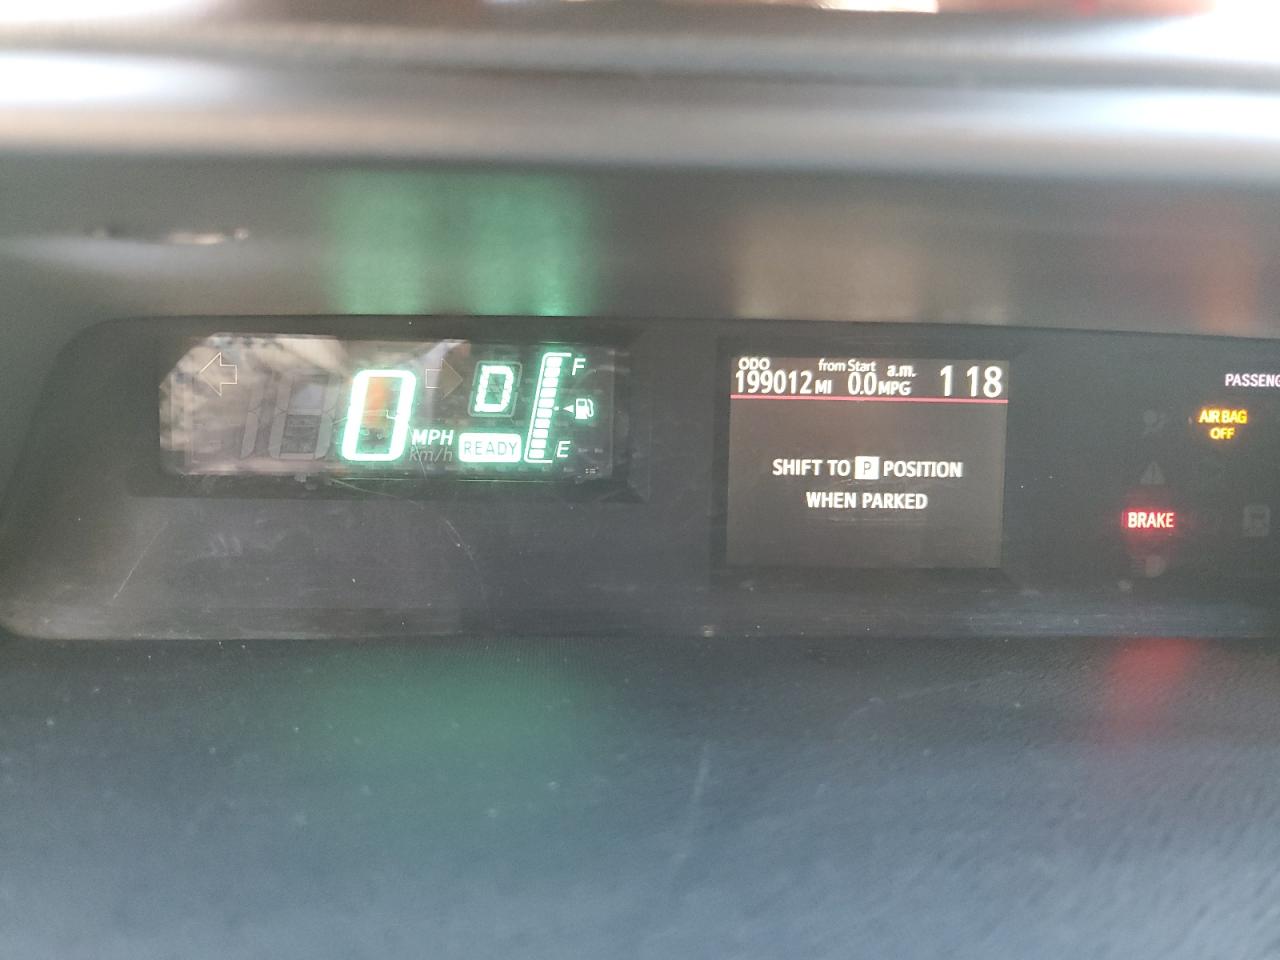 0
MPH
km/h
D
READY
F
E
ODO
199012 MI
from Start
0.0 MPG
a.m.
1 18
SHIFT TO P POSITION
WHEN PARKED
PASSENG
AIR BAG
OFF
BRAKE